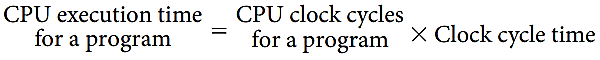 CPU execution time for a program = CPU clock cycles for a program × Clock cycle time